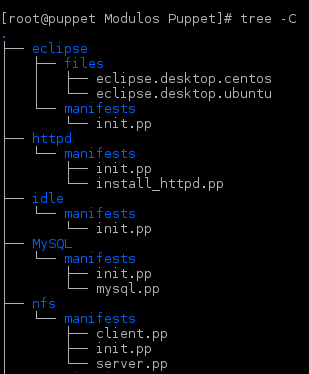 [root@puppet Modulos Puppet]# tree -C
.
├── eclipse
│   ├── files
│   │   ├── eclipse.desktop.centos
│   │   └── eclipse.desktop.ubuntu
│   └── manifests
│       └── init.pp
├── httpd
│   └── manifests
│       ├── init.pp
│       └── install_httpd.pp
├── idle
│   └── manifests
│       └── init.pp
├── MySQL
│   └── manifests
│       ├── init.pp
│       └── mysql.pp
├── nfs
│   └── manifests
│       ├── client.pp
│       ├── init.pp
│       └── server.pp